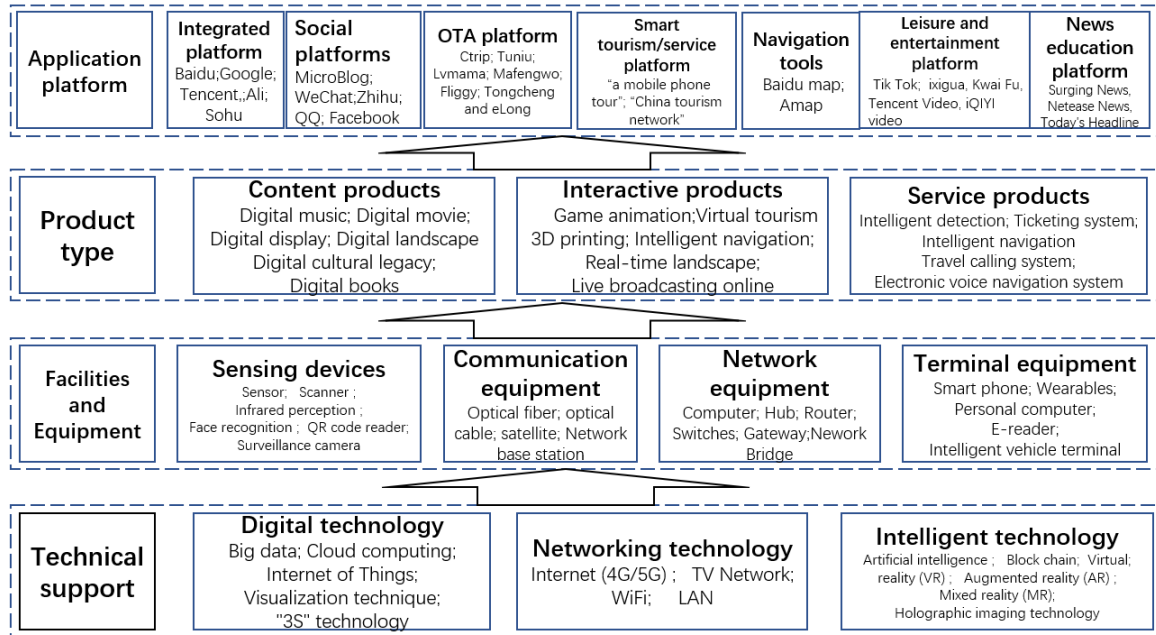 Application
platform
Integrated
platform
Baidu;Google;
Tencent,;Ali;
Sohu
Social
platforms
MicroBlog;
WeChat;Zhihu;
QQ; Facebook
OTA platform
Ctrip; Tuniu;
Lvmama; Mafengwo;
Fliggy; Tongcheng
and eLong
Smart
tourism/service
platform
“a mobile phone
tour”; “China tourism
network”
Navigation
tools
Baidu map;
Amap
Leisure and
entertainment
platform
Tik Tok; ixigua, Kwai Fu,
Tencent Video, iQIYI
video
News
education
platform
Surging News,
Netease News,
Today's Headline
Product
type
Content products
Digital music; Digital movie;
Digital display; Digital landscape
Digital cultural legacy;
Digital books
Interactive products
Game animation;Virtual tourism
3D printing; Intelligent navigation;
Real-time landscape;
Live broadcasting online
Service products
Intelligent detection; Ticketing system;
Intelligent navigation
Travel calling system;
Electronic voice navigation system
Facilities
and
Equipment
Sensing devices
Sensor; Scanner ;
Infrared perception ;
Face recognition ; QR code reader;
Surveillance camera
Communication
equipment
Optical fiber; optical
cable; satellite; Network
base station
Network
equipment
Computer; Hub; Router;
Switches; Gateway;Nework
Bridge
Terminal equipment
Smart phone; Wearables;
Personal computer;
E-reader;
Intelligent vehicle terminal
Technical
support
Digital technology
Big data; Cloud computing;
Internet of Things;
Visualization technique;
"3S" technology
Networking technology
Internet (4G/5G) ; TV Network;
WiFi; LAN
Intelligent technology
Artificial intelligence ; Block chain; Virtual;
reality (VR) ; Augmented reality (AR) ;
Mixed reality (MR);
Holographic imaging technology